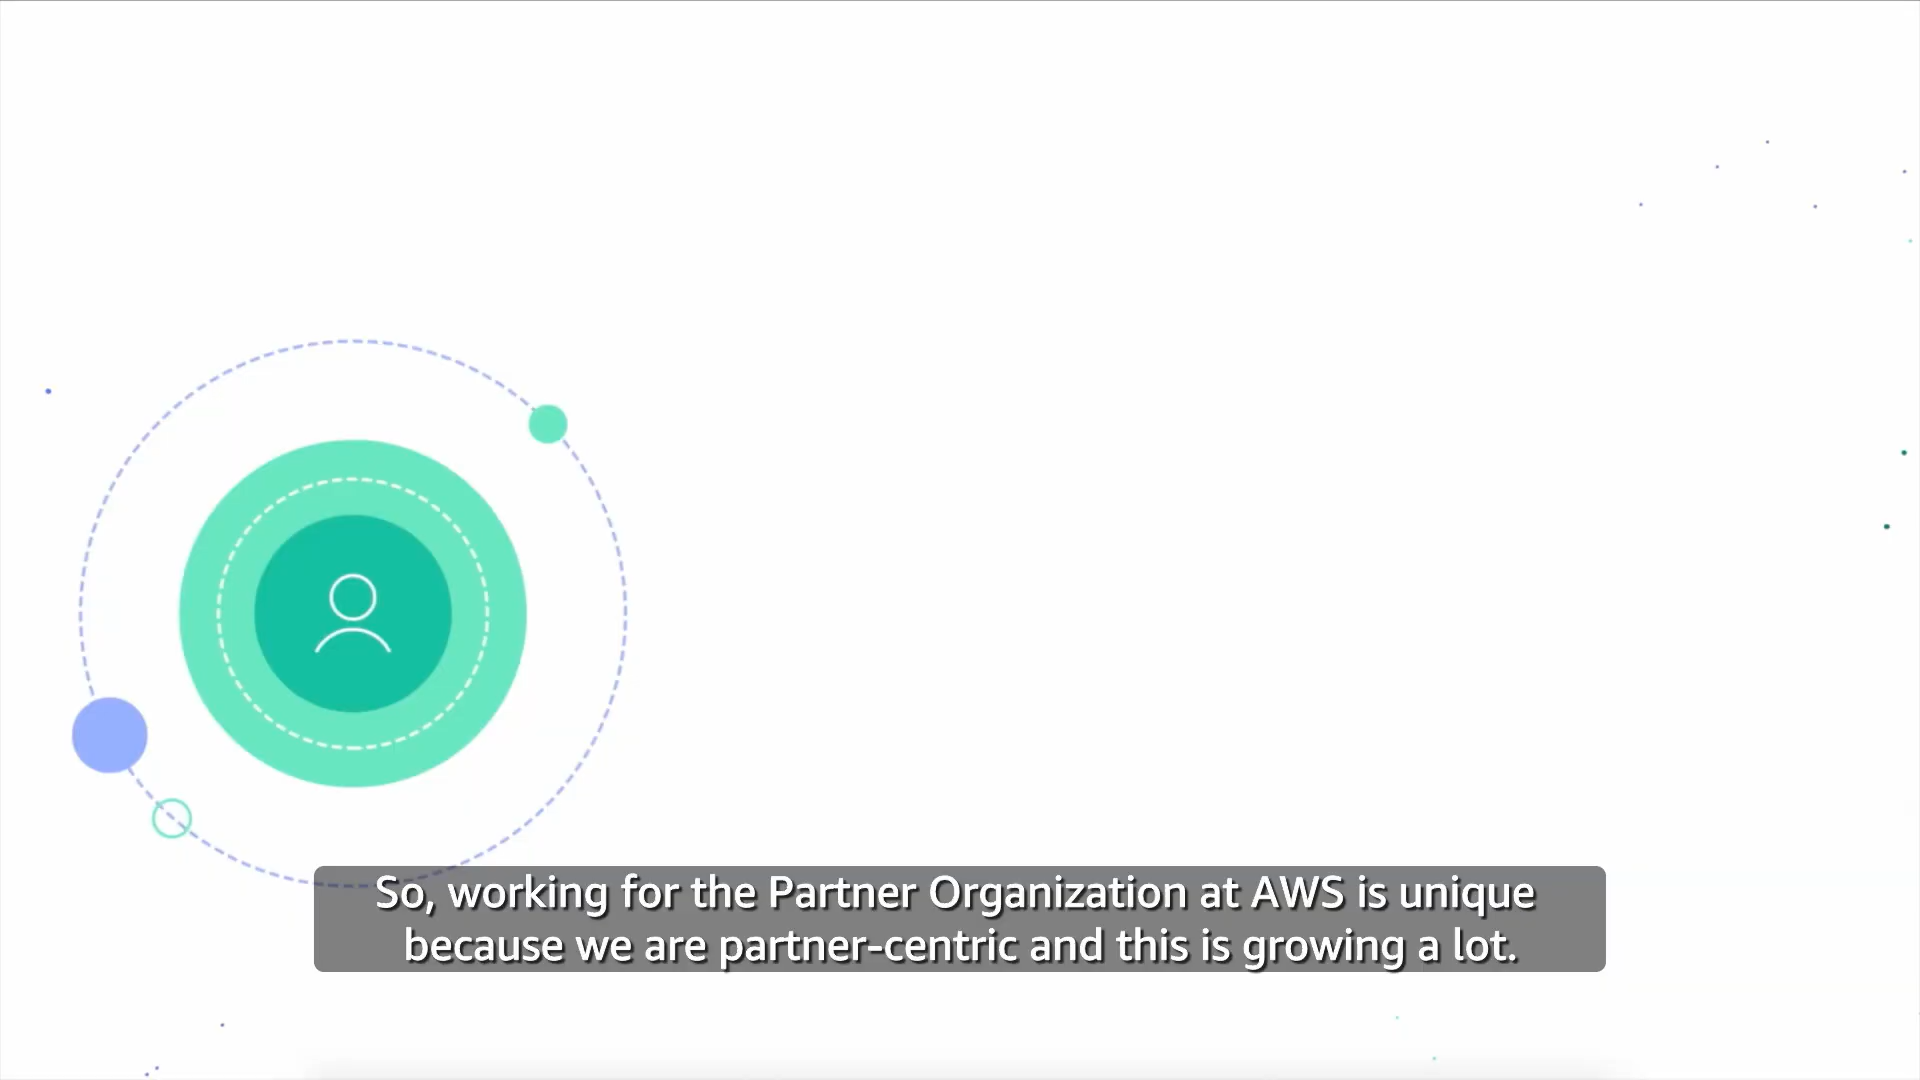 So, working for the Partner Organization at AWS is unique
because we are partner-centric and this is growing a lot.